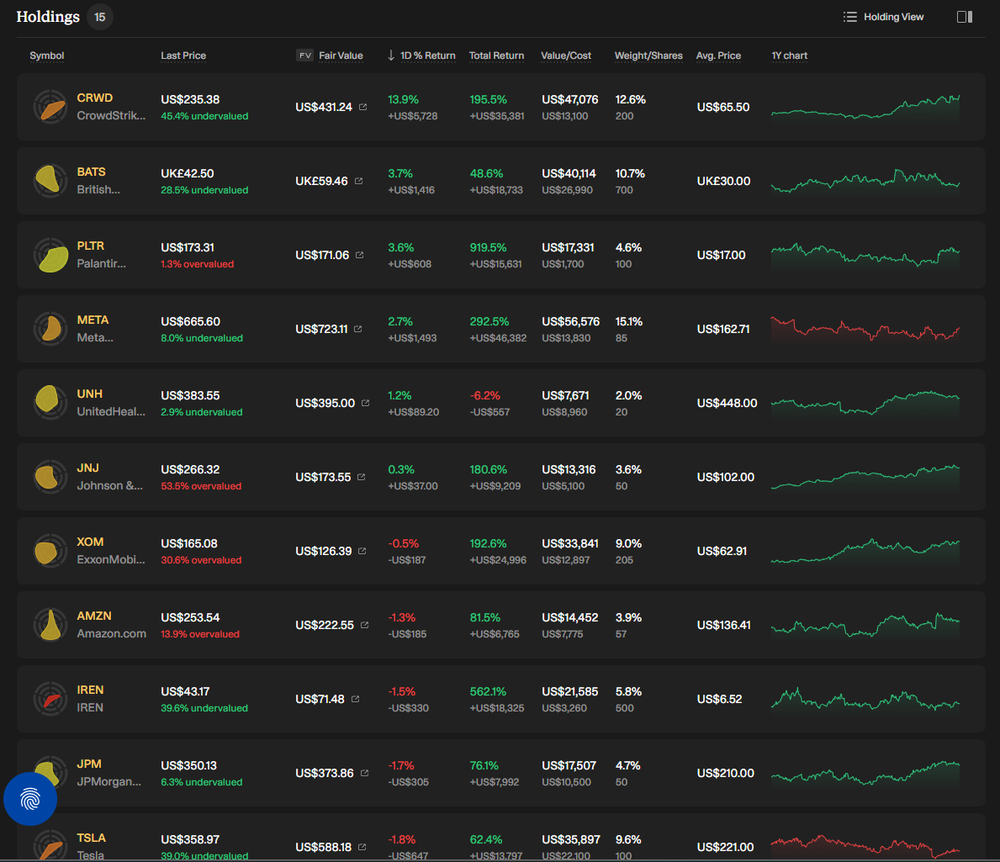 Holdings 15 Holding View
Symbol Last Price FV Fair Value ↓ 1D % Return Total Return Value/Cost Weight/Shares Avg. Price 1Y chart
CRWD US$235.38 US$431.24 13.9% 195.5% US$47,076 12.6% US$65.50
CrowdStrik... 45.4% undervalued +US$5,728 +US$35,381 US$13,100 200
BATS UK£42.50 UK£59.46 3.7% 48.6% US$40,114 10.7% UK£30.00
British... 28.5% undervalued +US$1,416 +US$18,733 US$26,990 700
PLTR US$173.31 US$171.06 3.6% 919.5% US$17,331 4.6% US$17.00
Palantir... 1.3% overvalued +US$608 +US$15,631 US$1,700 100
META US$665.60 US$723.11 2.7% 292.5% US$56,576 15.1% US$162.71
Meta... 8.0% undervalued +US$1,493 +US$46,382 US$13,830 85
UNH US$383.55 US$395.00 1.2% -6.2% US$7,671 2.0% US$448.00
UnitedHeal... 2.9% undervalued +US$89.20 -US$557 US$8,960 20
JNJ US$266.32 US$173.55 0.3% 180.6% US$13,316 3.6% US$102.00
Johnson &... 53.5% overvalued +US$37.00 +US$9,209 US$5,100 50
XOM US$165.08 US$126.39 -0.5% 192.6% US$33,841 9.0% US$62.91
ExxonMobi... 30.6% overvalued -US$187 +US$24,996 US$12,897 205
AMZN US$253.54 US$222.55 -1.3% 81.5% US$14,452 3.9% US$136.41
Amazon.com 13.9% overvalued -US$185 +US$6,765 US$7,775 57
IREN US$43.17 US$71.48 -1.5% 562.1% US$21,585 5.8% US$6.52
IREN 39.6% undervalued -US$330 +US$18,325 US$3,260 500
JPM US$350.13 US$373.86 -1.7% 76.1% US$17,507 4.7% US$210.00
JPMorgan... 6.3% undervalued -US$305 +US$7,992 US$10,500 50
TSLA US$358.97 US$588.18 -1.8% 62.4% US$35,897 9.6% US$221.00
Tesla 39.0% undervalued -US$647 +US$13,797 US$22,100 100